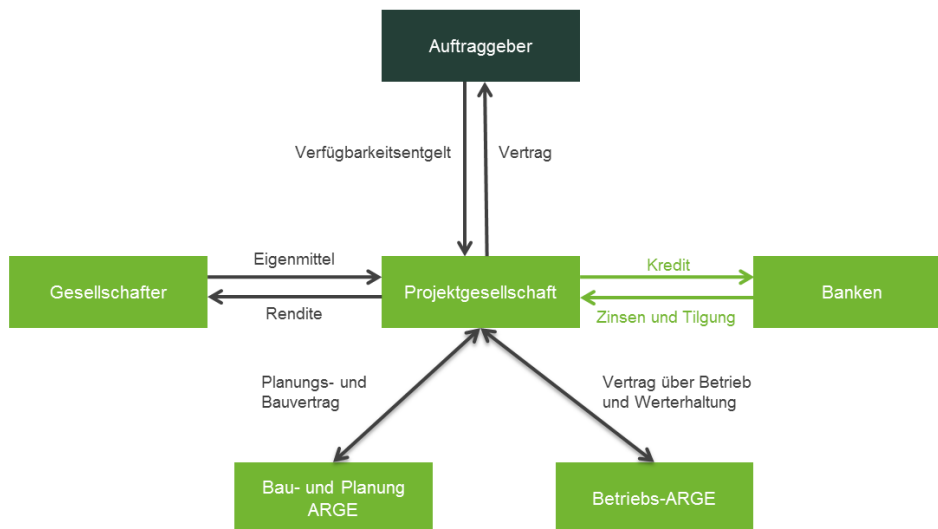 Auftraggeber
Verfügbarkeitsentgelt
Vertrag
Gesellschafter
Eigenmittel
Rendite
Projektgesellschaft
Kredit
Zinsen und Tilgung
Banken
Planungs- und
Bauvertrag
Vertrag über Betrieb
und Werterhaltung
Bau- und Planung
ARGE
Betriebs-ARGE